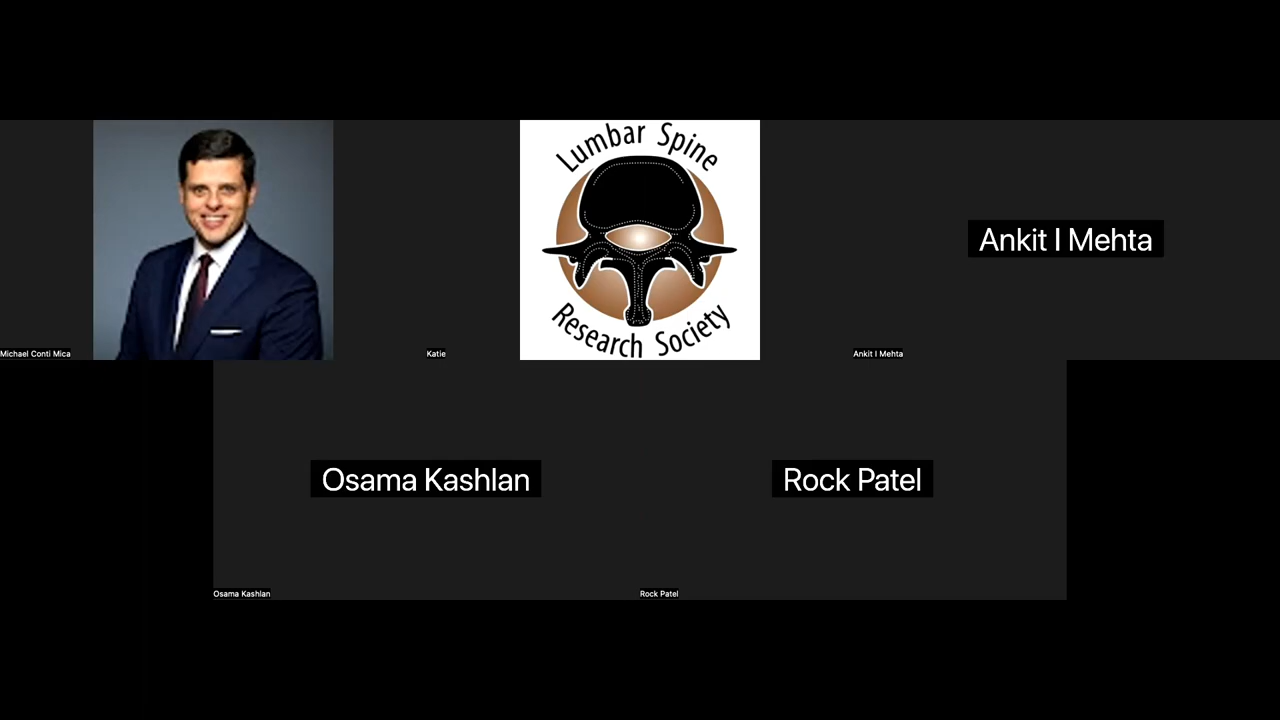 Lumbar Spine
Research Society
Ankit I Mehta
Michael Conti Mica
Katie
Ankit I Mehta
Osama Kashlan
Rock Patel
Osama Kashlan
Rock Patel